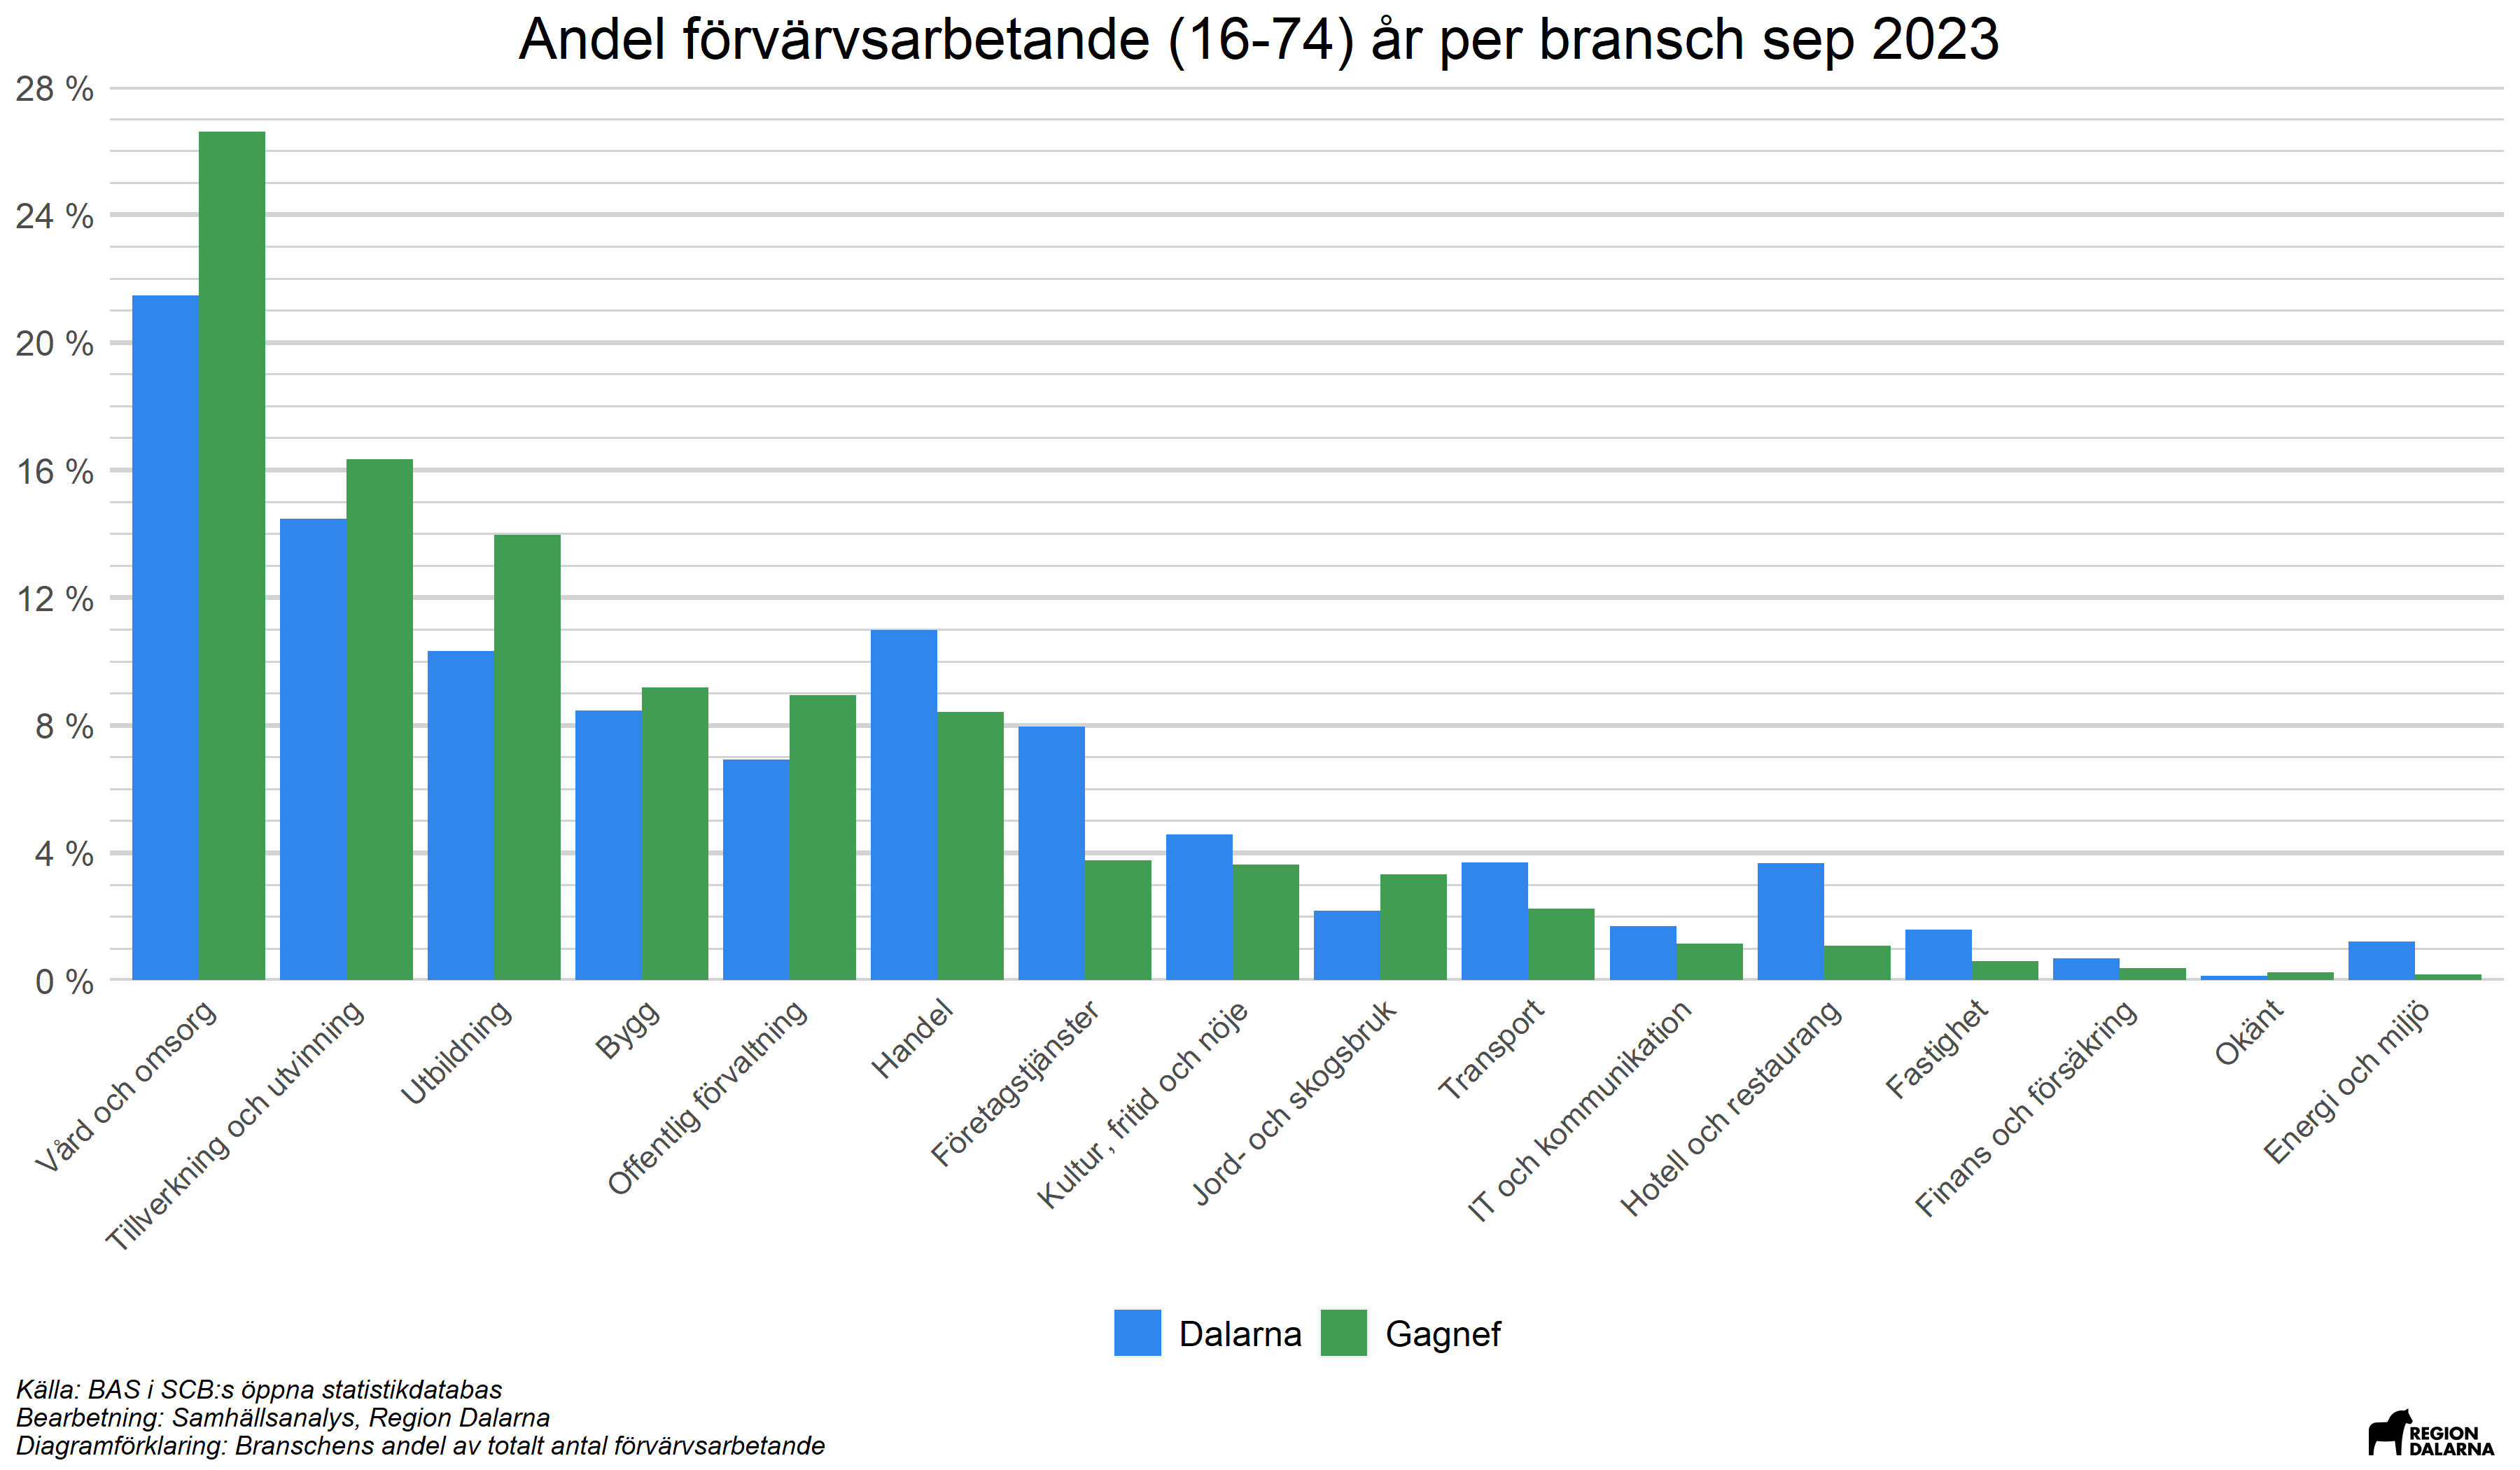 Andel förvärvsarbetande (16-74) år per bransch sep 2023
28 %
24 %
20 %
16 %
12 %
8 %
4 %
0 %
Vård och omsorg
Tillverkning och utvinning
Utbildning
Bygg
Offentlig förvaltning
Handel
Företagstjänster
Kultur, fritid och nöje
Jord- och skogsbruk
Transport
IT och kommunikation
Hotell och restaurang
Fastighet
Finans och försäkring
Okänt
Energi och miljö
Dalarna
Gagnef
Källa: BAS i SCB:s öppna statistikdatabas
Bearbetning: Samhällsanalys, Region Dalarna
Diagramförklaring: Branschens andel av totalt antal förvärvsarbetande
REGION
DALARNA